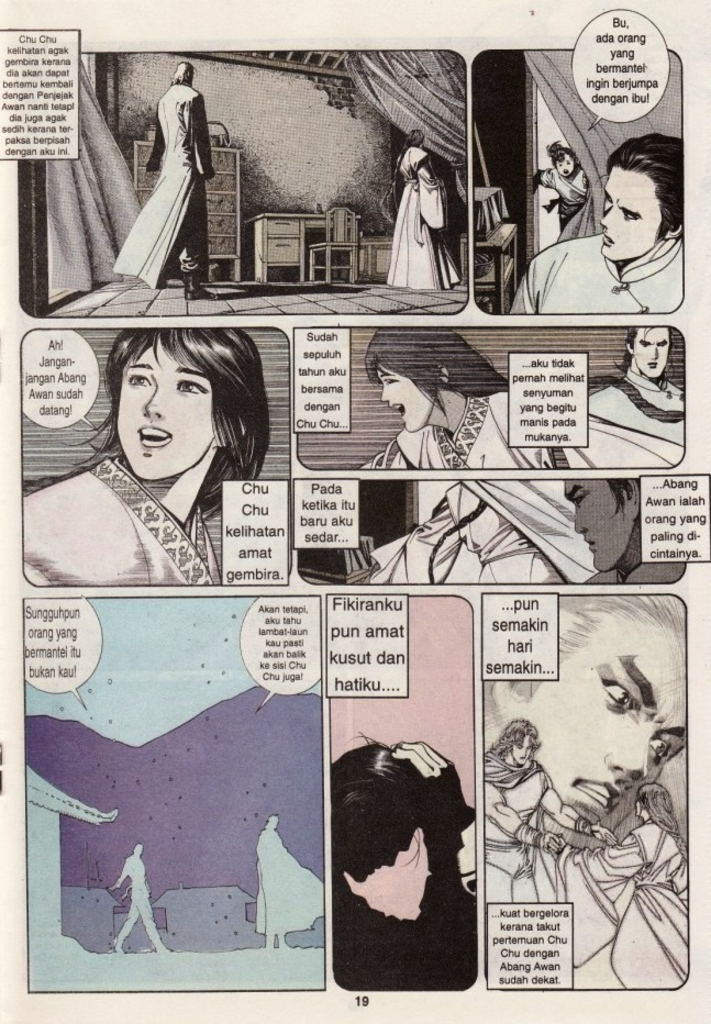 Chu Chu
kelihatan agak
gembira kerana
dia akan dapat
bertemu kembali
dengan Penjejak
Awan nanti tetapi
dia juga agak
sedih kerana ter-
paksa berpisah
dengan aku ini.
Bu,
ada orang
yang
bermantel
ingin berjumpa
dengan ibu!
Ah!
Jangan-
jangan Abang
Awan sudah
datang!
Chu
Chu
kelihatan
amat
gembira.
Sudah
sepuluh
tahun aku
bersama
dengan
Chu Chu...
...aku tidak
pernah melihat
senyuman
yang begitu
manis pada
mukanya.
Pada
ketika itu
baru aku
sedar...
...Abang
Awan ialah
orang yang
paling di-
cintainya.
Sungguhpun
orang yang
bermantel itu
bukan kau!
Akan tetapi,
aku tahu
lambat-laun
kau pasti
akan balik
ke sisi Chu
Chu juga!
Fikiranku
pun amat
kusut dan
hatiku....
...pun
semakin
hari
semakin...
...kuat bergelora
kerana takut
pertemuan Chu
Chu dengan
Abang Awan
sudah dekat.
19